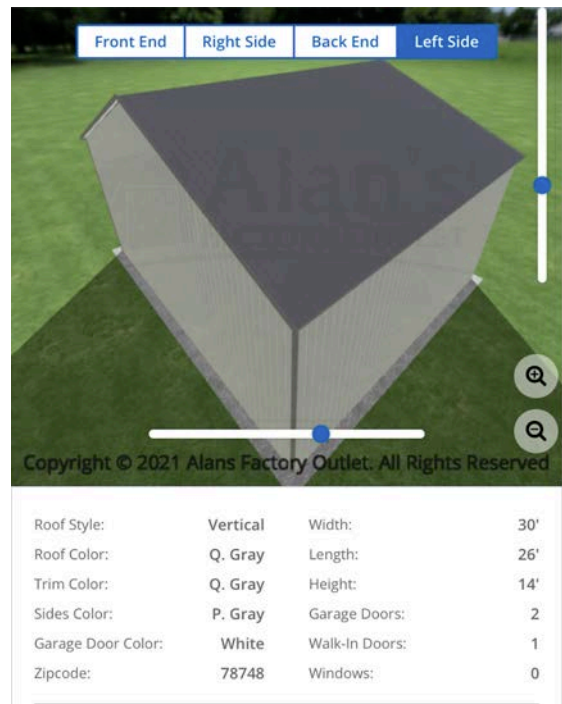 Front End Right Side Back End Left Side
Alan's
Copyright © 2021 Alans Factory Outlet. All Rights Reserved
Roof Style: Vertical Width: 30'
Roof Color: Q. Gray Length: 26'
Trim Color: Q. Gray Height: 14'
Sides Color: P. Gray Garage Doors: 2
Garage Door Color: White Walk-In Doors: 1
Zipcode: 78748 Windows: 0